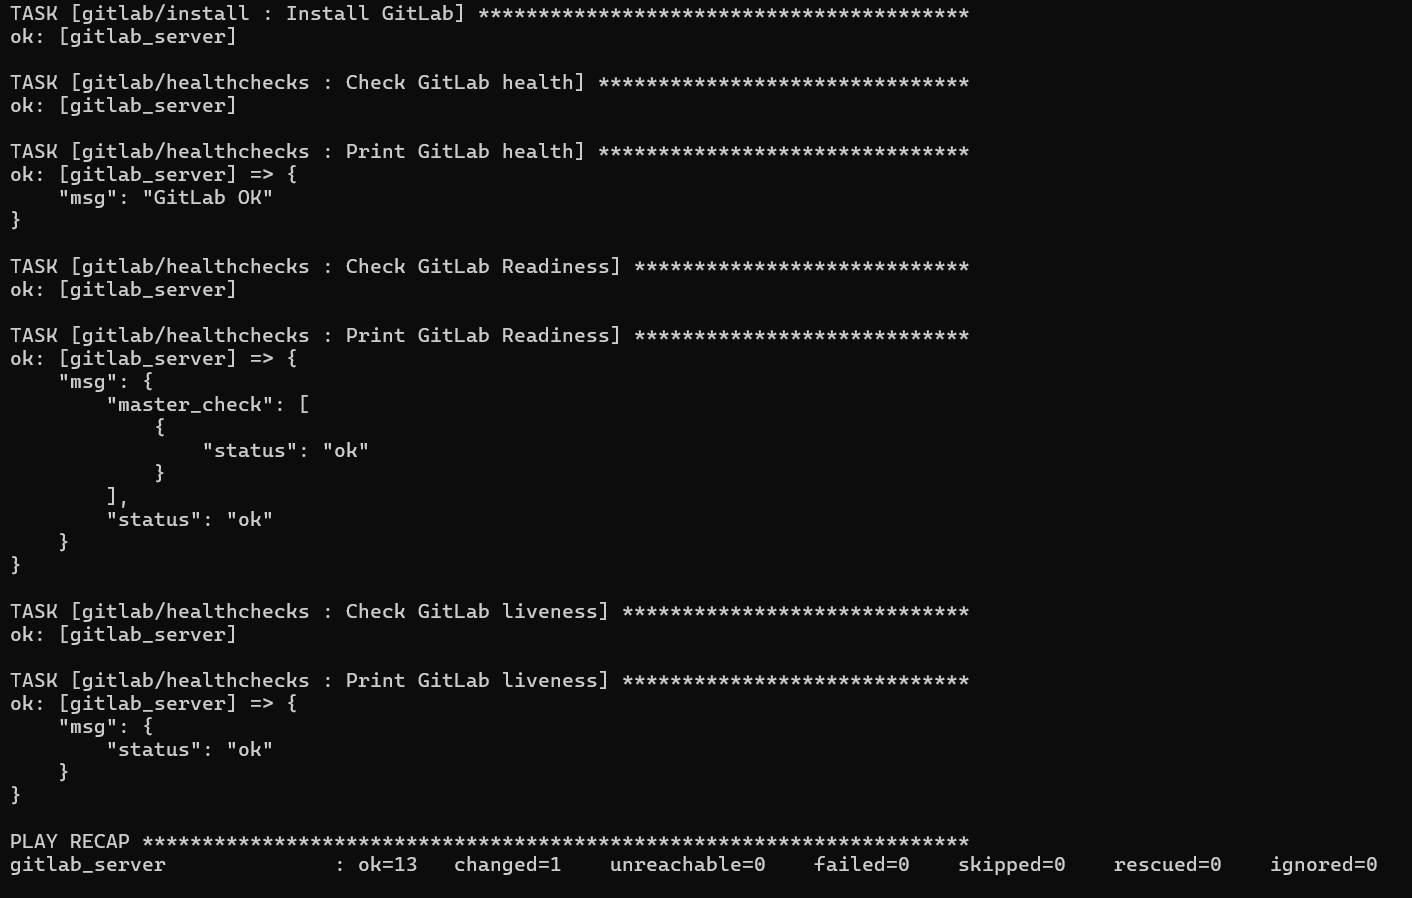 TASK [gitlab/install : Install GitLab] *****************************************
ok: [gitlab_server]

TASK [gitlab/healthchecks : Check GitLab health] *******************************
ok: [gitlab_server]

TASK [gitlab/healthchecks : Print GitLab health] *******************************
ok: [gitlab_server] => {
    "msg": "GitLab OK"
}

TASK [gitlab/healthchecks : Check GitLab Readiness] ****************************
ok: [gitlab_server]

TASK [gitlab/healthchecks : Print GitLab Readiness] ****************************
ok: [gitlab_server] => {
    "msg": {
        "master_check": [
            {
                "status": "ok"
            }
        ],
        "status": "ok"
    }
}

TASK [gitlab/healthchecks : Check GitLab liveness] *****************************
ok: [gitlab_server]

TASK [gitlab/healthchecks : Print GitLab liveness] *****************************
ok: [gitlab_server] => {
    "msg": {
        "status": "ok"
    }
}

PLAY RECAP *********************************************************************
gitlab_server              : ok=13   changed=1    unreachable=0    failed=0    skipped=0    rescued=0    ignored=0